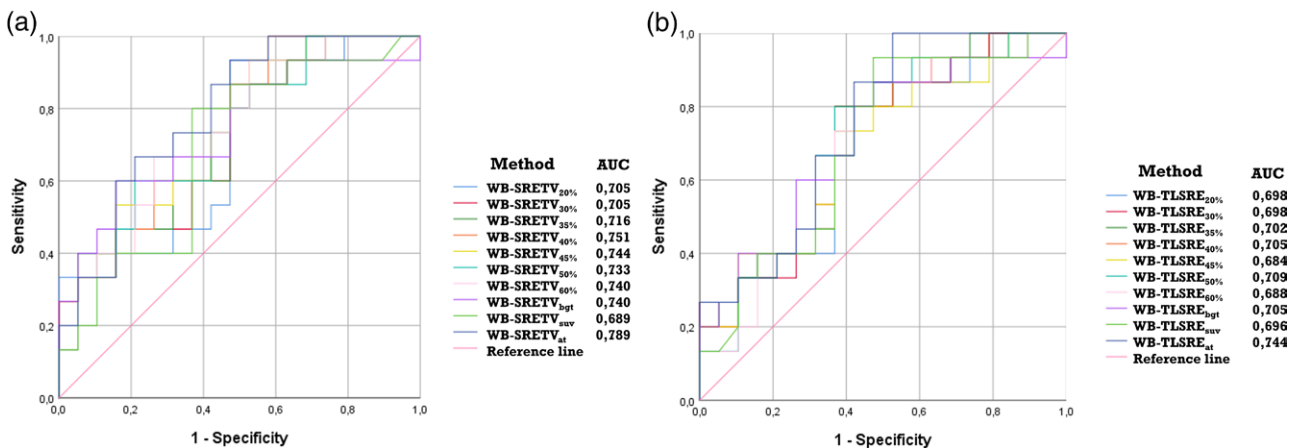 (a)
1,0
0,8
0,6
0,4
0,2
0,0
Sensitivity
0,0 0,2 0,4 0,6 0,8 1,0
1 - Specificity
Method AUC
WB-SRETV20% 0,705
WB-SRETV30% 0,705
WB-SRETV35% 0,716
WB-SRETV40% 0,751
WB-SRETV45% 0,744
WB-SRETV50% 0,733
WB-SRETV60% 0,740
WB-SRETVbgt 0,740
WB-SRETVsuv 0,689
WB-SRETVat 0,789
Reference line
(b)
1,0
0,8
0,6
0,4
0,2
0,0
Sensitivity
0,0 0,2 0,4 0,6 0,8 1,0
1 - Specificity
Method AUC
WB-TLSRE20% 0,698
WB-TLSRE30% 0,698
WB-TLSRE35% 0,702
WB-TLSRE40% 0,705
WB-TLSRE45% 0,684
WB-TLSRE50% 0,709
WB-TLSRE60% 0,688
WB-TLSREbgt 0,705
WB-TLSREsuv 0,696
WB-TLSREat 0,744
Reference line